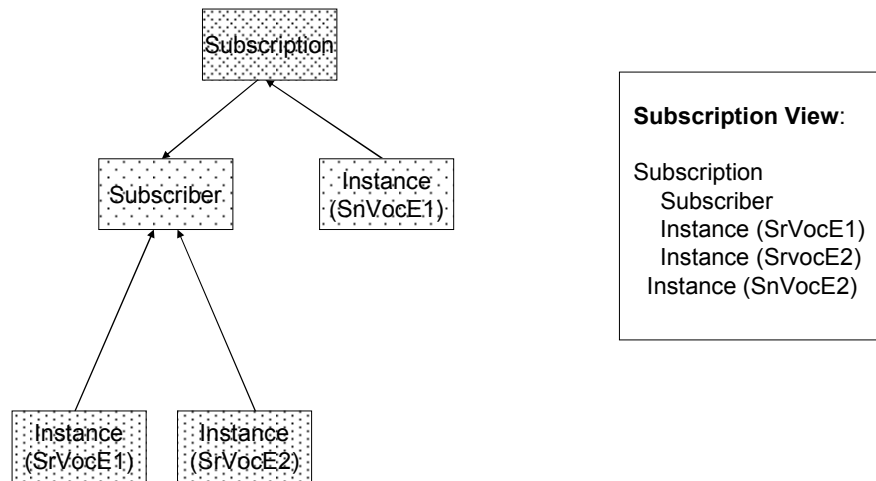 Subscription
Subscriber
Instance
(SnVocE1)
Instance
(SrVocE1)
Instance
(SrVocE2)
Subscription View:
Subscription
Subscriber
Instance (SrVocE1)
Instance (SrvocE2)
Instance (SnVocE2)